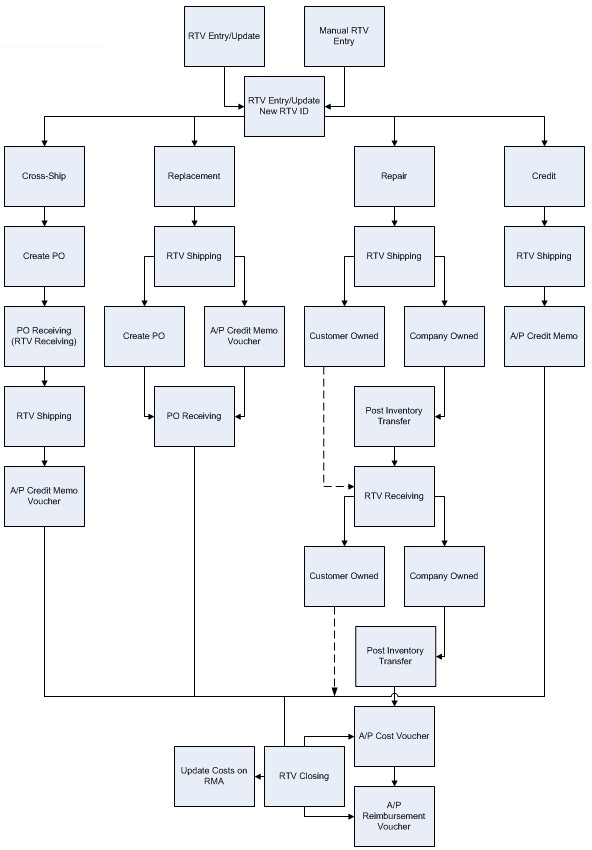 RTV Entry/Update
Manual RTV
Entry
RTV Entry/Update
New RTV ID
Cross-Ship
Replacement
Repair
Credit
Create PO
RTV Shipping
RTV Shipping
RTV Shipping
PO Receiving
(RTV Receiving)
Create PO
A/P Credit Memo
Voucher
Customer Owned
Company Owned
A/P Credit Memo
RTV Shipping
PO Receiving
Post Inventory
Transfer
A/P Credit Memo
Voucher
RTV Receiving
Customer Owned
Company Owned
Post Inventory
Transfer
A/P Cost Voucher
Update Costs on
RMA
RTV Closing
A/P
Reimbursement
Voucher